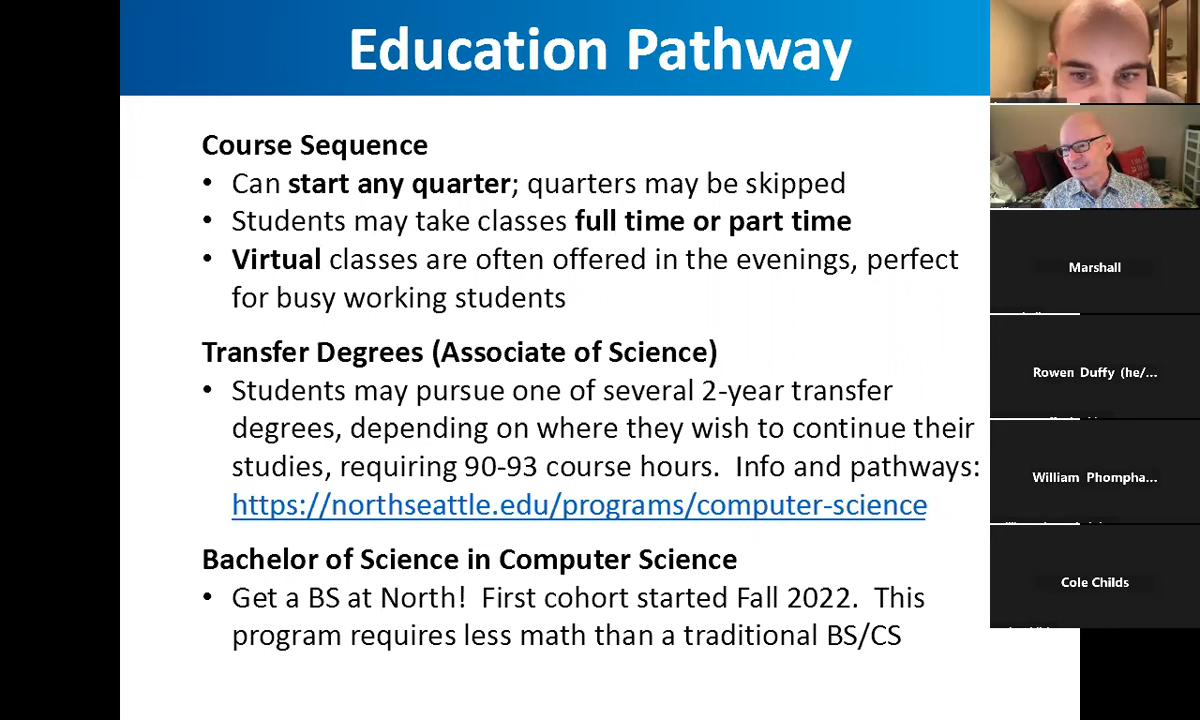 Education Pathway
Course Sequence
• Can start any quarter; quarters may be skipped
• Students may take classes full time or part time
• Virtual classes are often offered in the evenings, perfect
for busy working students
Transfer Degrees (Associate of Science)
• Students may pursue one of several 2-year transfer
degrees, depending on where they wish to continue their
studies, requiring 90-93 course hours. Info and pathways:
https://northseattle.edu/programs/computer-science
Bachelor of Science in Computer Science
• Get a BS at North! First cohort started Fall 2022. This
program requires less math than a traditional BS/CS
Marshall
Rowen Duffy (he/...
William Phompha...
Cole Childs